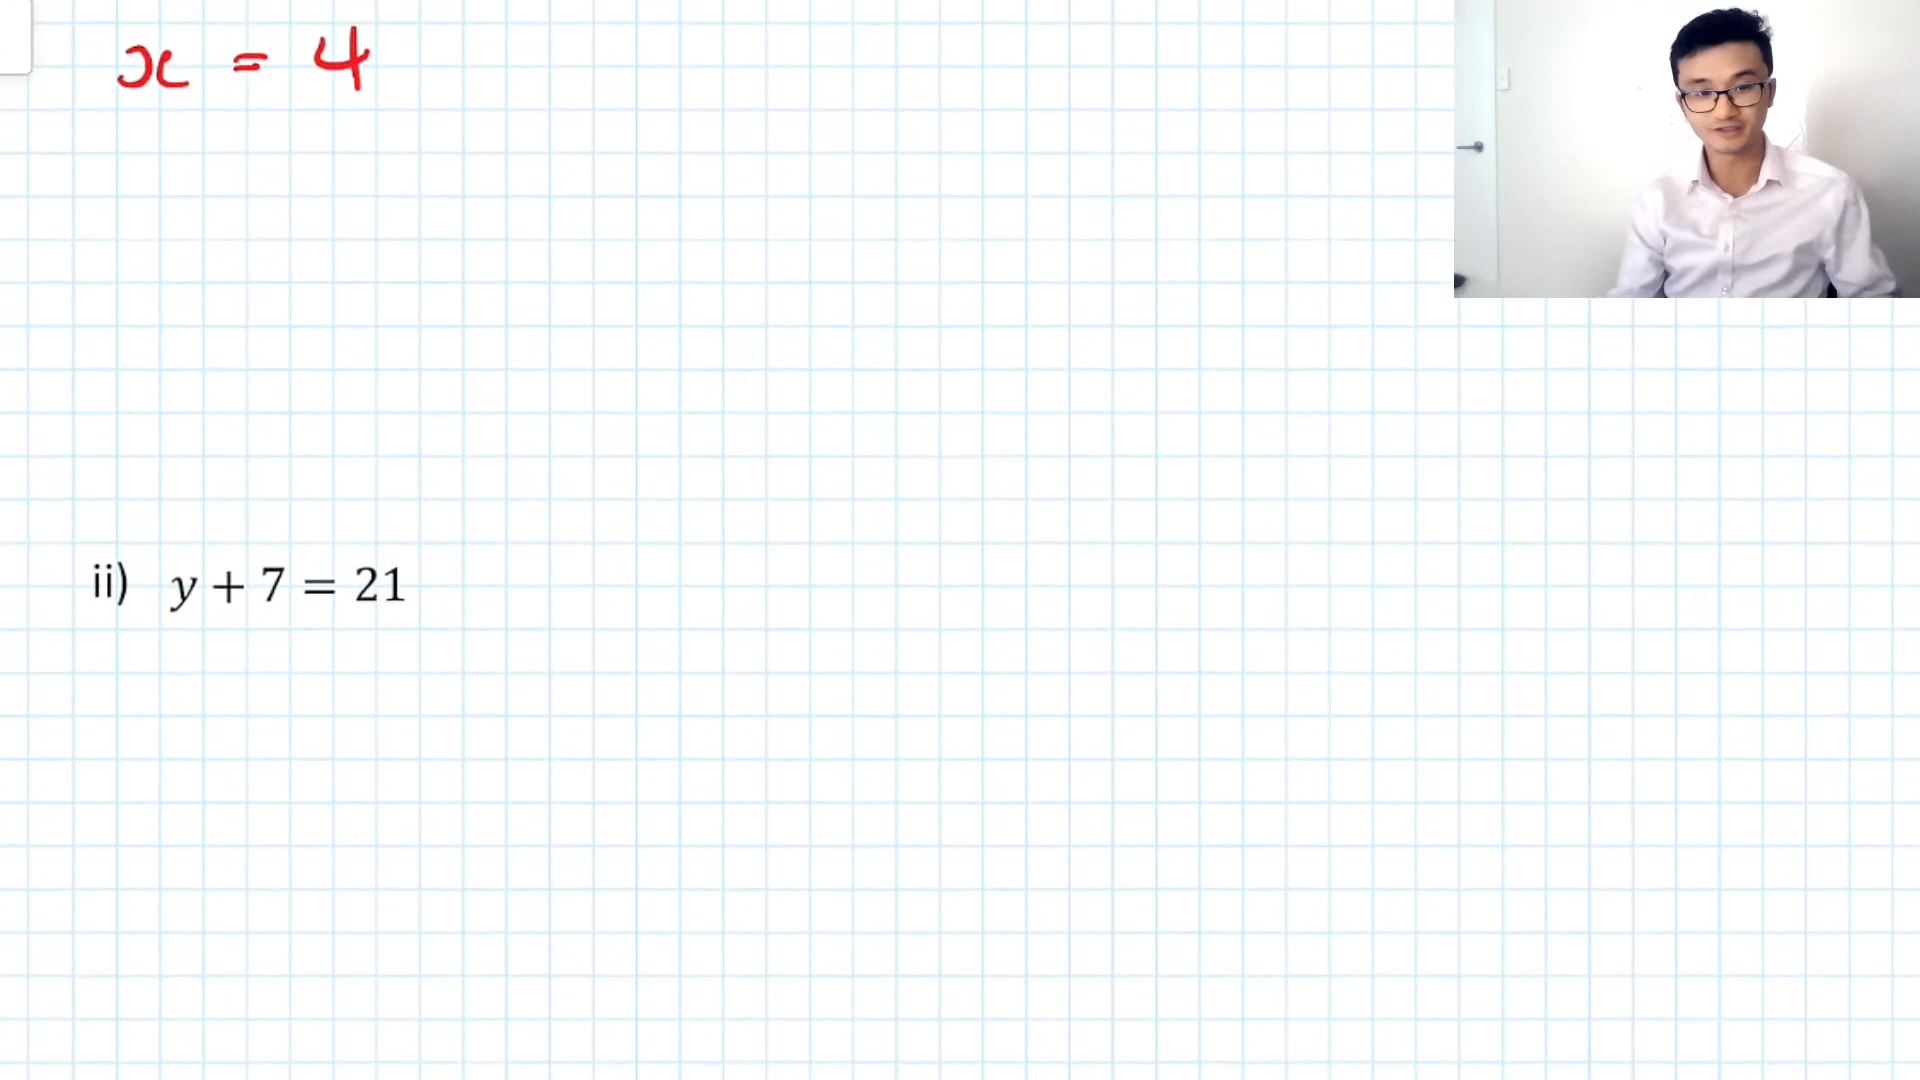 x = 4
ii) y + 7 = 21